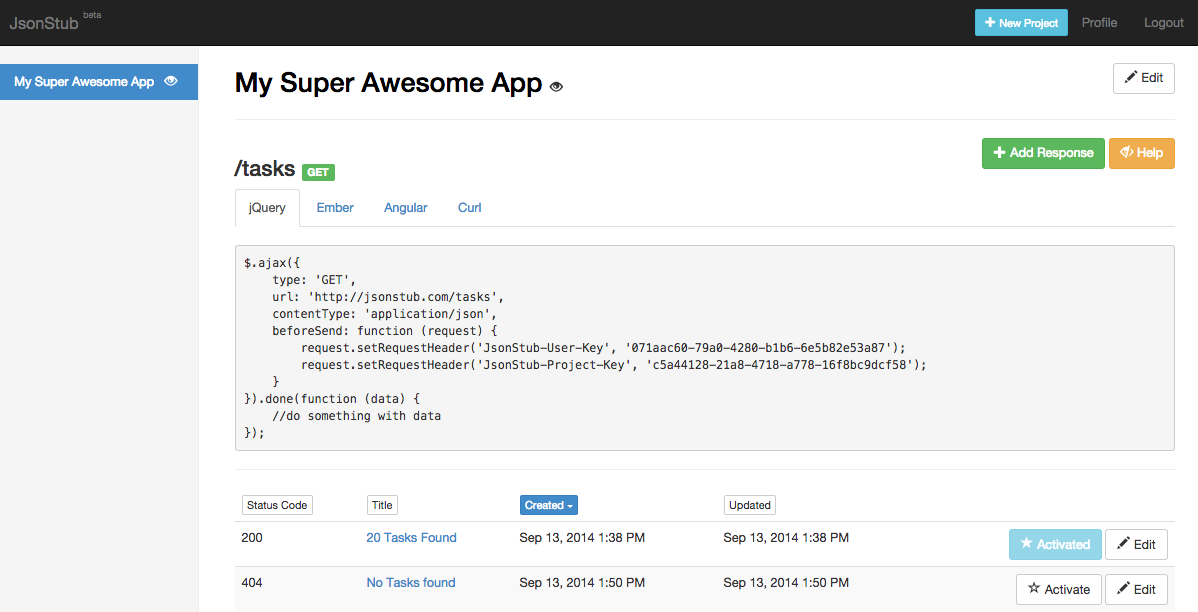 JsonStub beta
New Project Profile Logout
My Super Awesome App
My Super Awesome App
Edit
/tasks GET
Add Response Help
jQuery Ember Angular Curl
$.ajax({
    type: 'GET',
    url: 'http://jsonstub.com/tasks',
    contentType: 'application/json',
    beforeSend: function (request) {
        request.setRequestHeader('JsonStub-User-Key', '071aac60-79a0-4280-b1b6-6e5b82e53a87');
        request.setRequestHeader('JsonStub-Project-Key', 'c5a44128-21a8-4718-a778-16f8bc9dcf58');
    }
}).done(function (data) {
    //do something with data
});
Status Code Title Created Updated
200 20 Tasks Found Sep 13, 2014 1:38 PM Sep 13, 2014 1:38 PM Activated Edit
404 No Tasks found Sep 13, 2014 1:50 PM Sep 13, 2014 1:50 PM Activate Edit